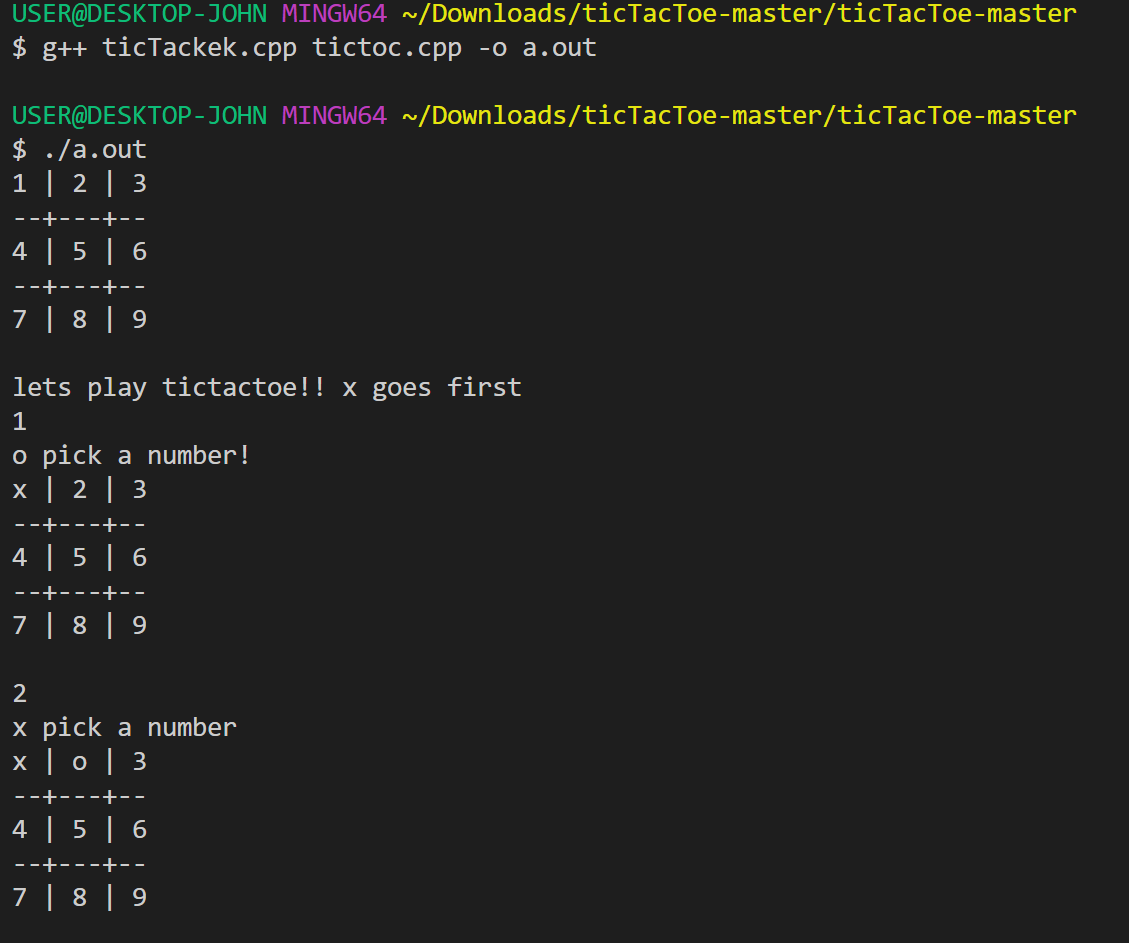 USER@DESKTOP-JOHN MINGW64 ~/Downloads/ticTacToe-master/ticTacToe-master
$ g++ ticTackek.cpp tictoc.cpp -o a.out

USER@DESKTOP-JOHN MINGW64 ~/Downloads/ticTacToe-master/ticTacToe-master
$ ./a.out
1 | 2 | 3
--+---+--
4 | 5 | 6
--+---+--
7 | 8 | 9

lets play tictactoe!! x goes first
1
o pick a number!
x | 2 | 3
--+---+--
4 | 5 | 6
--+---+--
7 | 8 | 9

2
x pick a number
x | o | 3
--+---+--
4 | 5 | 6
--+---+--
7 | 8 | 9